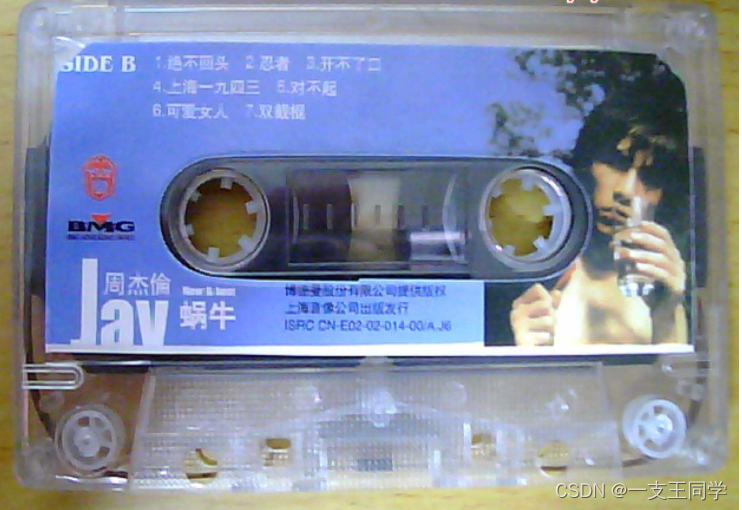 SIDE B
1.绝不回头 2.忍者 3.开不了口
4.上海一九四三 5.对不起
6.可爱女人 7.双截棍
BMG
Jay
周杰倫
蜗牛
博德曼股份有限公司提供版权
上海音像公司出版发行
ISRC CN-E02-02-014-00/A.J6
CSDN @一支王同学